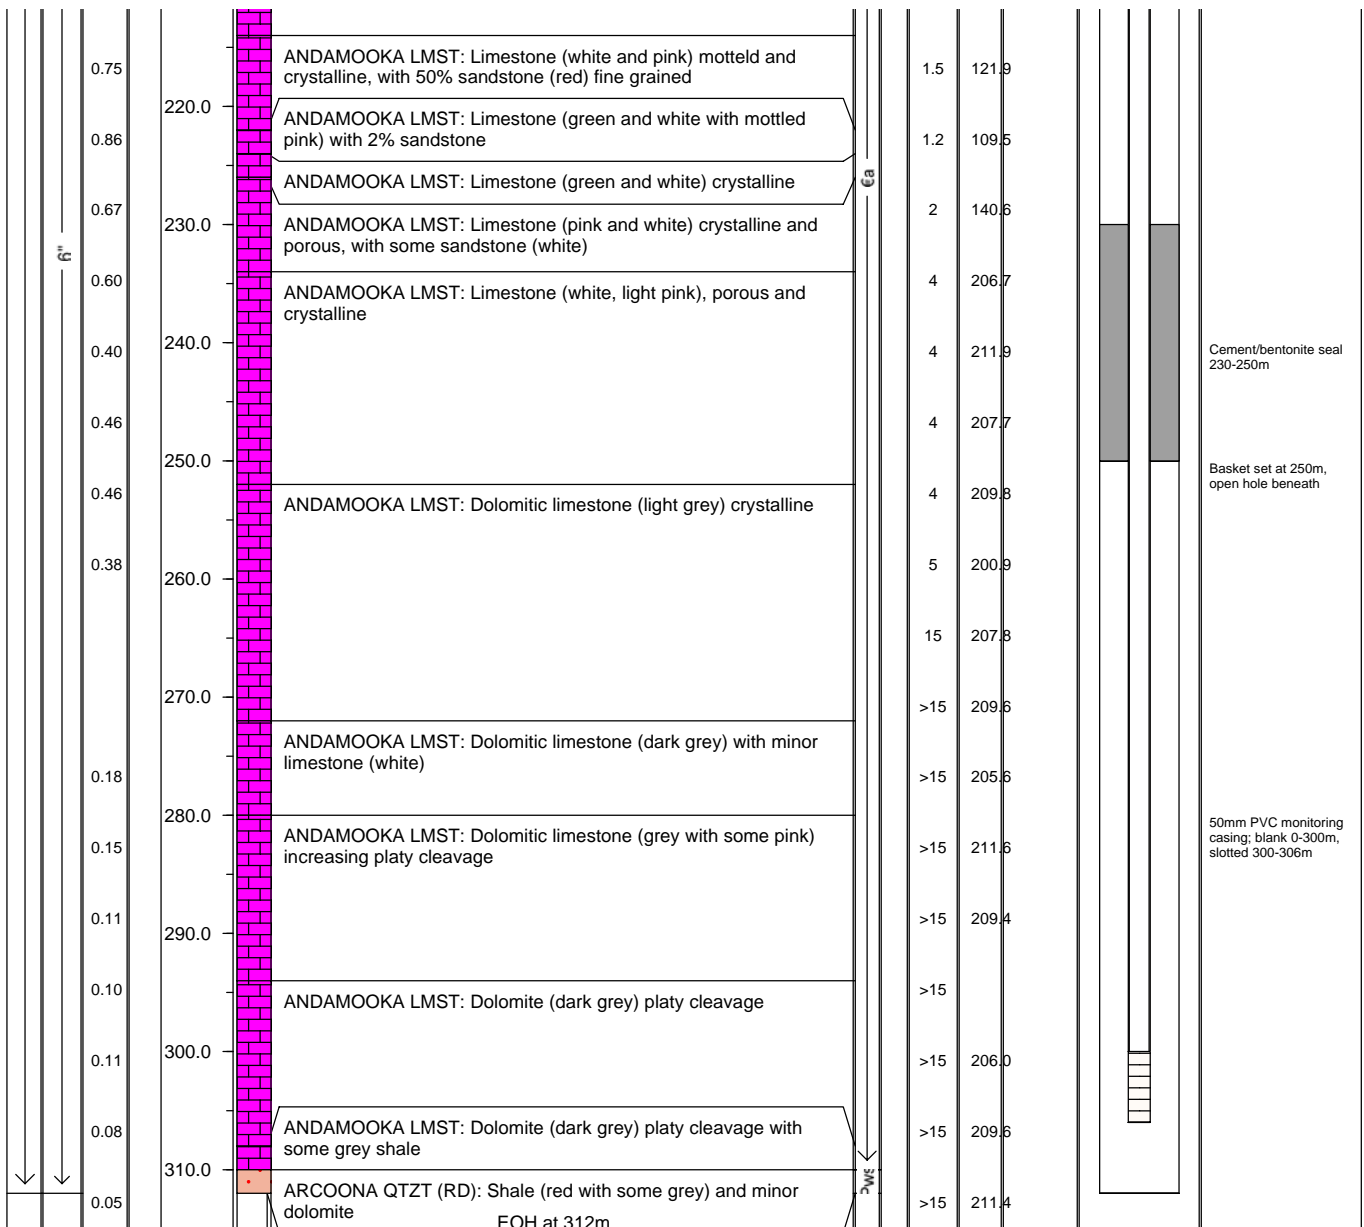 ANDAMOOKA LMST: Limestone (white and pink) motteld and
crystalline, with 50% sandstone (red) fine grained
0.75
1.5
121.9
220.0
ANDAMOOKA LMST: Limestone (green and white with mottled
pink) with 2% sandstone
0.86
1.2
109.5
Ꞓa
ANDAMOOKA LMST: Limestone (green and white) crystalline
0.67
2
140.6
230.0
ANDAMOOKA LMST: Limestone (pink and white) crystalline and
porous, with some sandstone (white)
6"
0.60
4
206.7
ANDAMOOKA LMST: Limestone (white, light pink), porous and
crystalline
240.0
0.40
4
211.9
Cement/bentonite seal
230-250m
0.46
4
207.7
250.0
Basket set at 250m,
open hole beneath
0.46
4
209.8
ANDAMOOKA LMST: Dolomitic limestone (light grey) crystalline
0.38
5
200.9
260.0
15
207.8
270.0
>15
209.6
ANDAMOOKA LMST: Dolomitic limestone (dark grey) with minor
limestone (white)
0.18
>15
205.6
280.0
50mm PVC monitoring
casing; blank 0-300m,
slotted 300-306m
ANDAMOOKA LMST: Dolomitic limestone (grey with some pink)
increasing platy cleavage
0.15
>15
211.6
0.11
>15
209.4
290.0
0.10
>15
ANDAMOOKA LMST: Dolomite (dark grey) platy cleavage
300.0
0.11
>15
206.0
ANDAMOOKA LMST: Dolomite (dark grey) platy cleavage with
some grey shale
0.08
>15
209.6
310.0
ARCOONA QTZT (RD): Shale (red with some grey) and minor
dolomite
0.05
>15
211.4
EOH at 312m